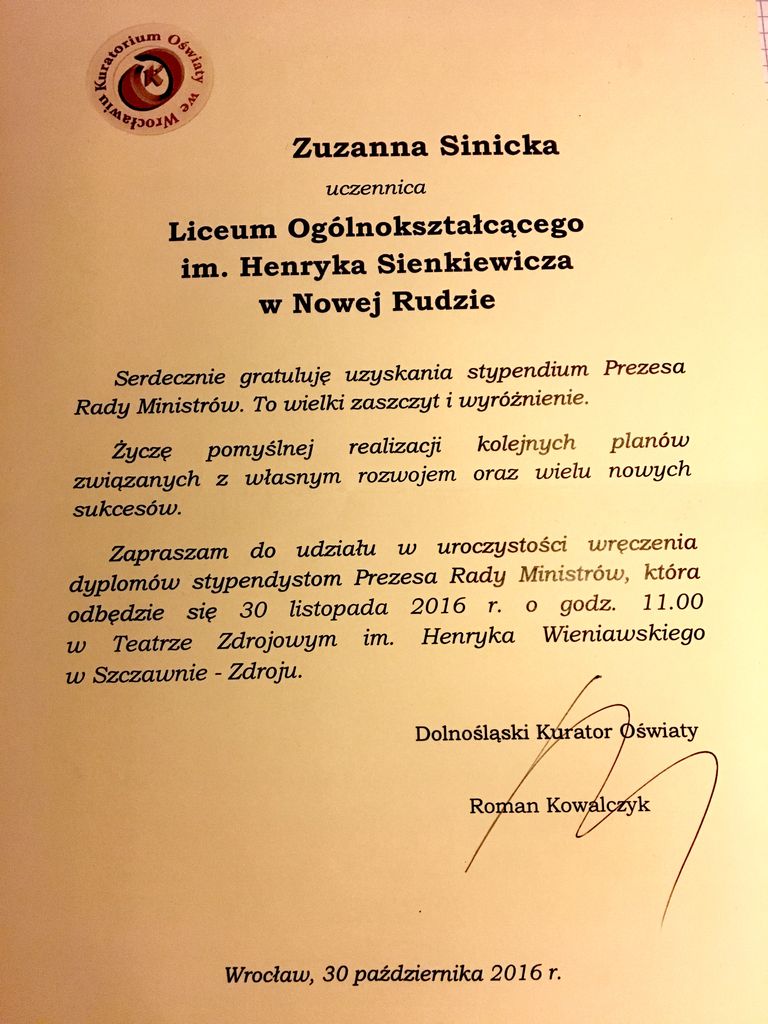 Kuratorium Oświaty we Wrocławiu
K
Zuzanna Sinicka
uczennica
Liceum Ogólnokształcącego
im. Henryka Sienkiewicza
w Nowej Rudzie
Serdecznie gratuluję uzyskania stypendium Prezesa
Rady Ministrów. To wielki zaszczyt i wyróżnienie.
Życzę pomyślnej realizacji kolejnych planów
związanych z własnym rozwojem oraz wielu nowych
sukcesów.
Zapraszam do udziału w uroczystości wręczenia
dyplomów stypendystom Prezesa Rady Ministrów, która
odbędzie się 30 listopada 2016 r. o godz. 11.00
w Teatrze Zdrojowym im. Henryka Wieniawskiego
w Szczawnie - Zdroju.
Dolnośląski Kurator Oświaty
Roman Kowalczyk
Wrocław, 30 października 2016 r.